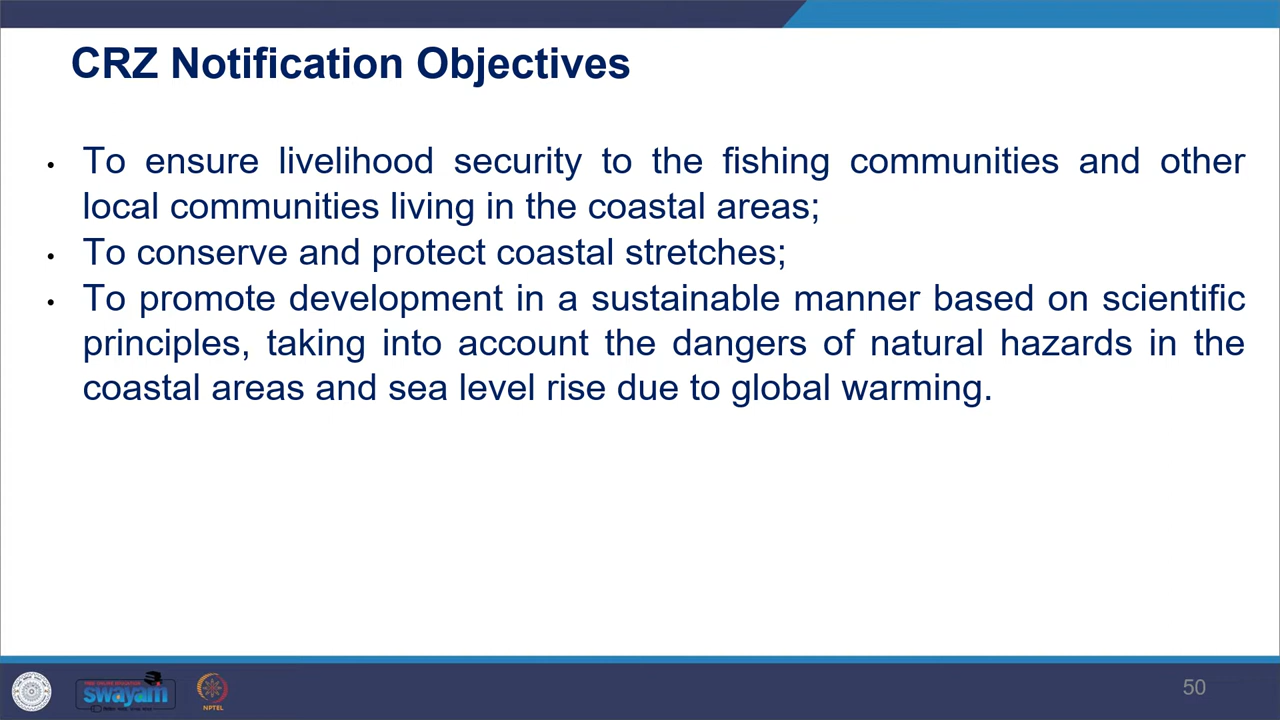 CRZ Notification Objectives
• To ensure livelihood security to the fishing communities and other
local communities living in the coastal areas;
• To conserve and protect coastal stretches;
• To promote development in a sustainable manner based on scientific
principles, taking into account the dangers of natural hazards in the
coastal areas and sea level rise due to global warming.
swayam
NPTEL
50